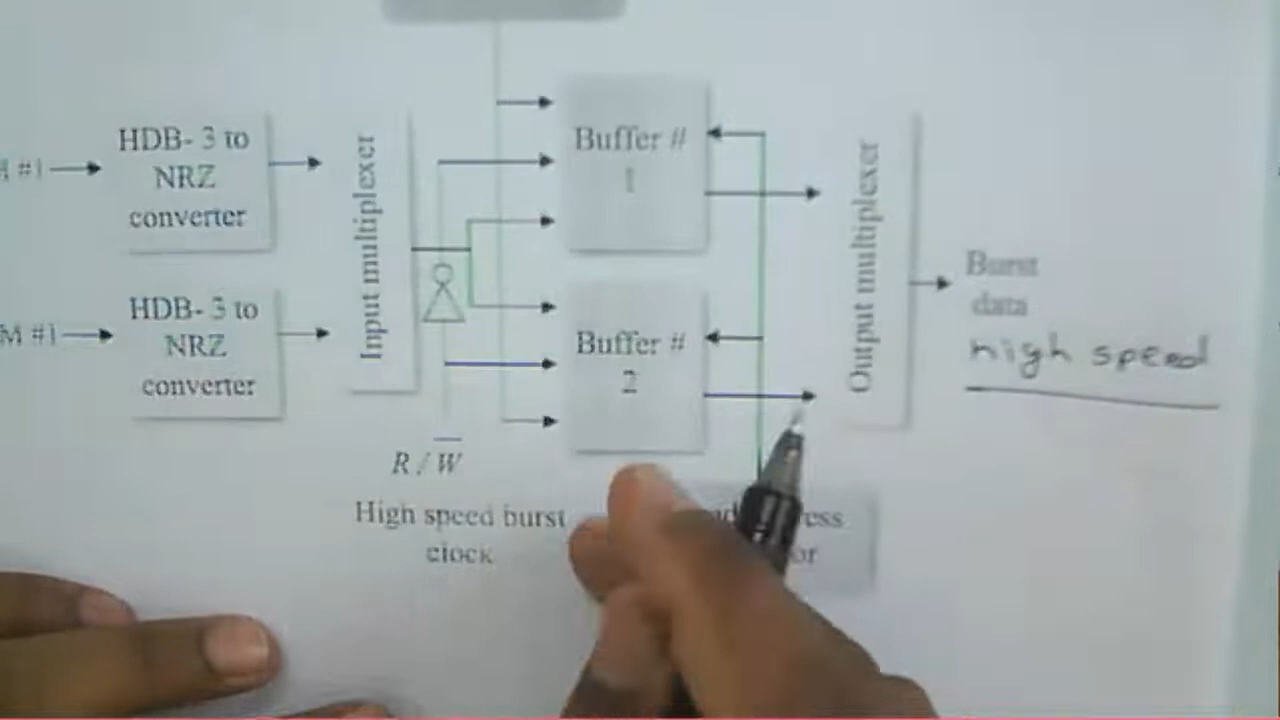 HDB- 3 to
NRZ
converter
HDB- 3 to
NRZ
converter
Input multiplexer
Buffer #
1
Buffer #
2
Output multiplexer
Burst
data
high speed
R / W
High speed burst
clock